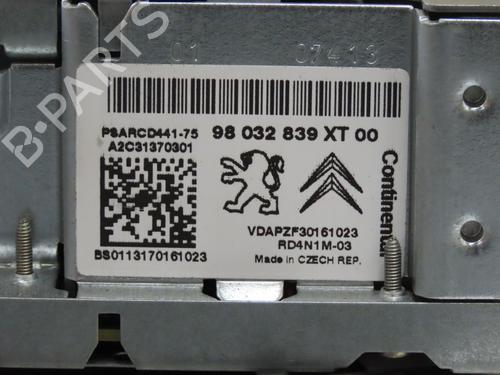 01 07413
PSARCD441-75 98 032 839 XT 00
A2C31370301
Continental
VDAPZF30161023
RD4N1M-03
BS0113170161023 Made in CZECH REP.
B-PARTS